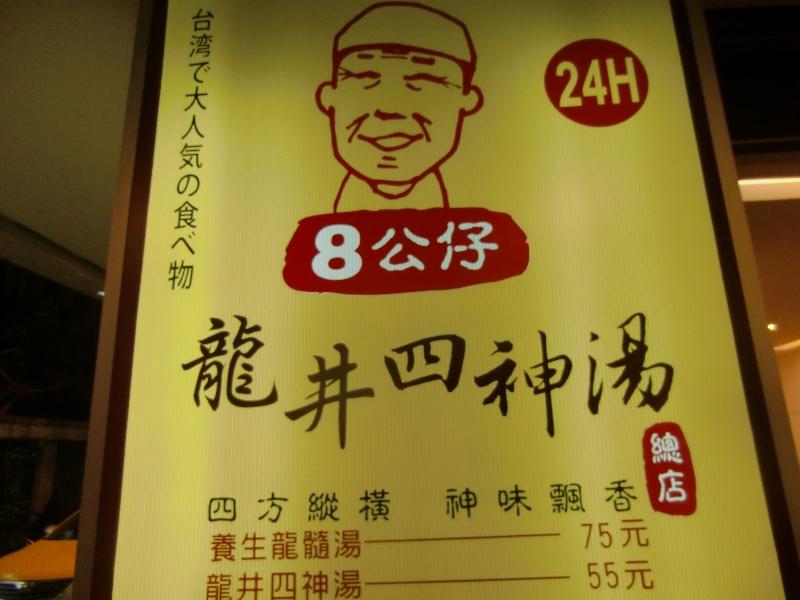 台湾で大人気の食べ物
24H
8公仔
龍井四神湯
總店
四方縱橫 神味飄香
養生龍髓湯 75元
龍井四神湯 55元